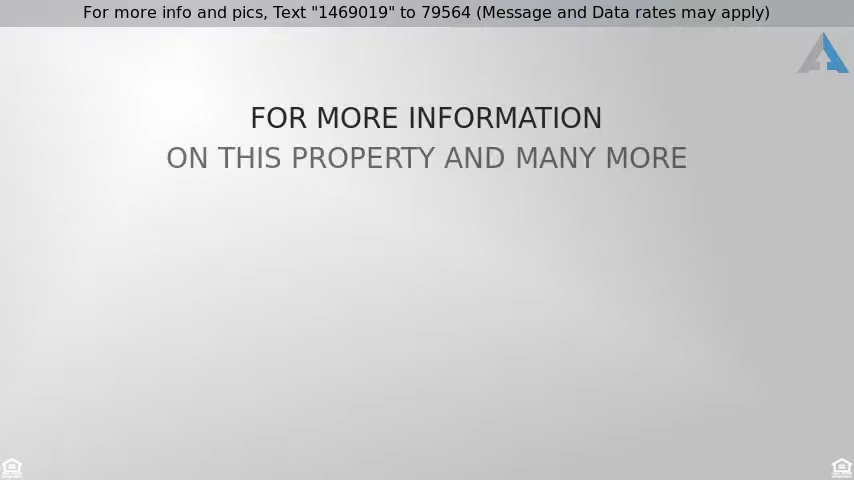 For more info and pics, Text "1469019" to 79564 (Message and Data rates may apply)
FOR MORE INFORMATION
ON THIS PROPERTY AND MANY MORE